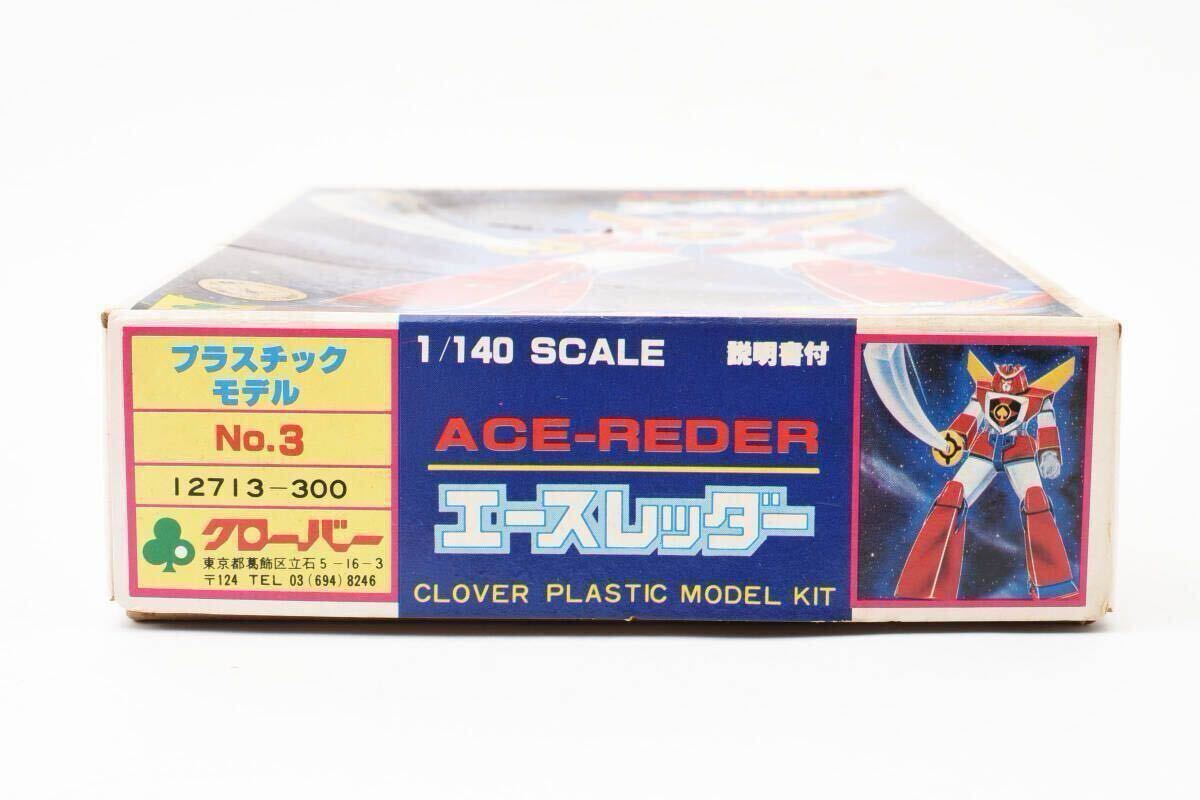 プラスチック
モデル
No.3
12713-300
クローバー
東京都葛飾区立石5-16-3
〒124 TEL 03(694)8246
1/140 SCALE 説明書付
ACE-REDER
エースレッダー
CLOVER PLASTIC MODEL KIT